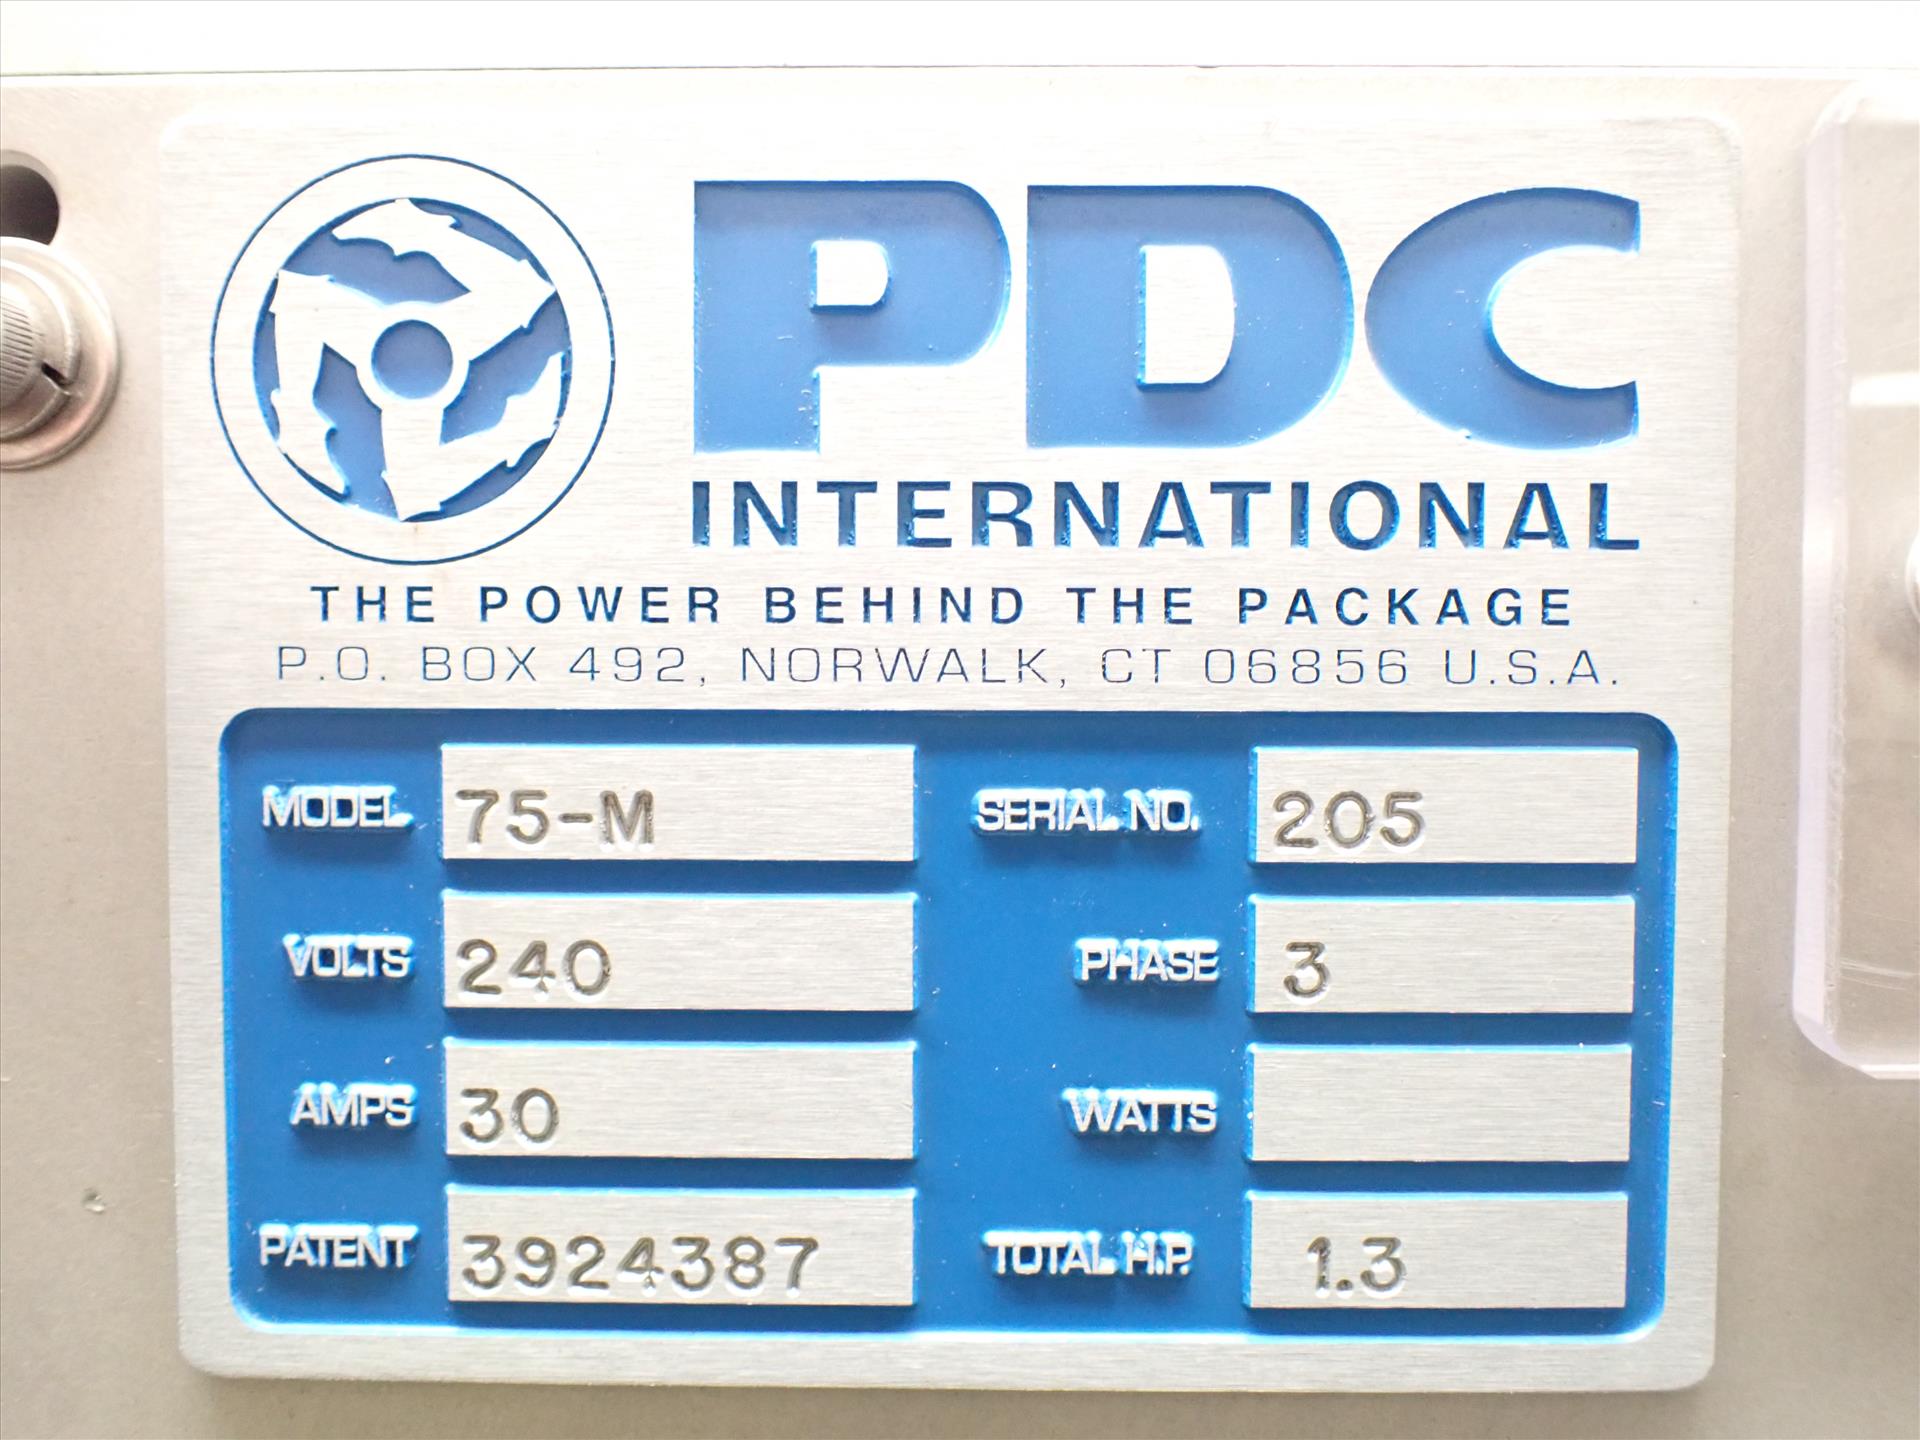 PDC
INTERNATIONAL
THE POWER BEHIND THE PACKAGE
P.O. BOX 492, NORWALK, CT 06856 U.S.A.
MODEL 75-M SERIAL NO. 205
VOLTS 240 PHASE 3
AMPS 30 WATTS
PATENT 3924387 TOTAL H.P. 1.3